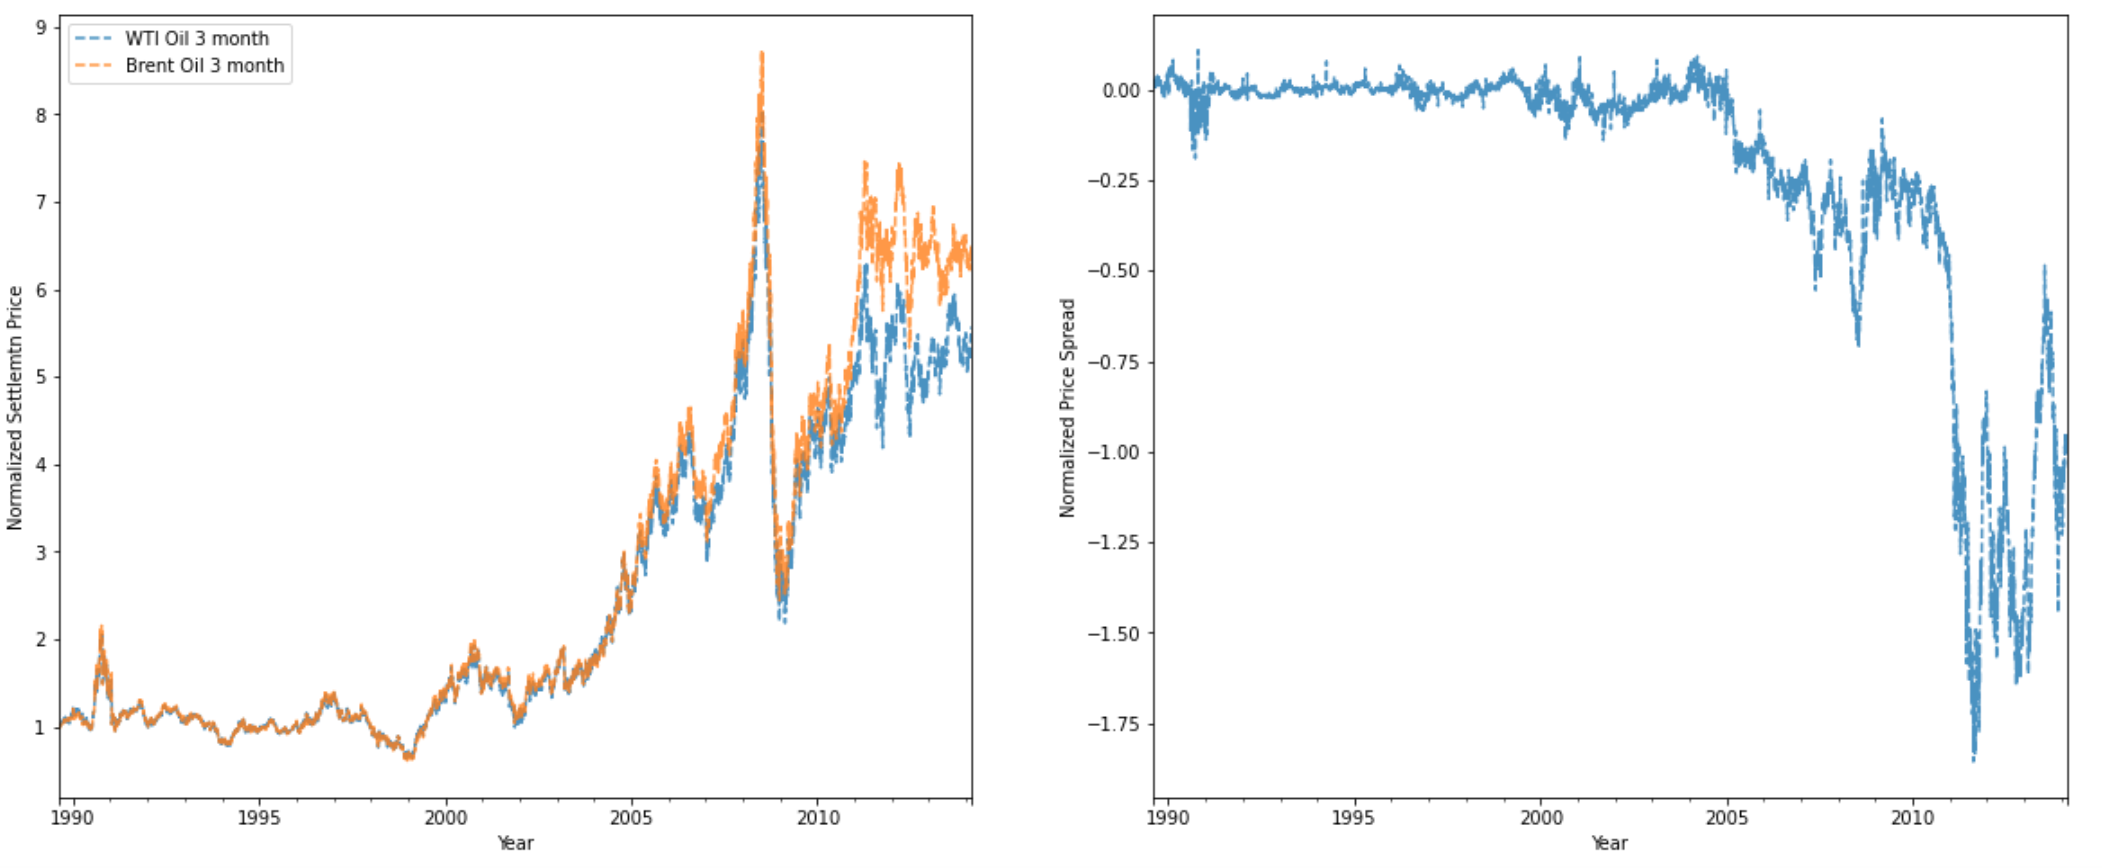 9
8
7
6
5
4
3
2
1
Normalized Settlemtn Price
WTI Oil 3 month
Brent Oil 3 month
1990 1995 2000 2005 2010
Year
0.00
−0.25
−0.50
−0.75
−1.00
−1.25
−1.50
−1.75
Normalized Price Spread
1990 1995 2000 2005 2010
Year